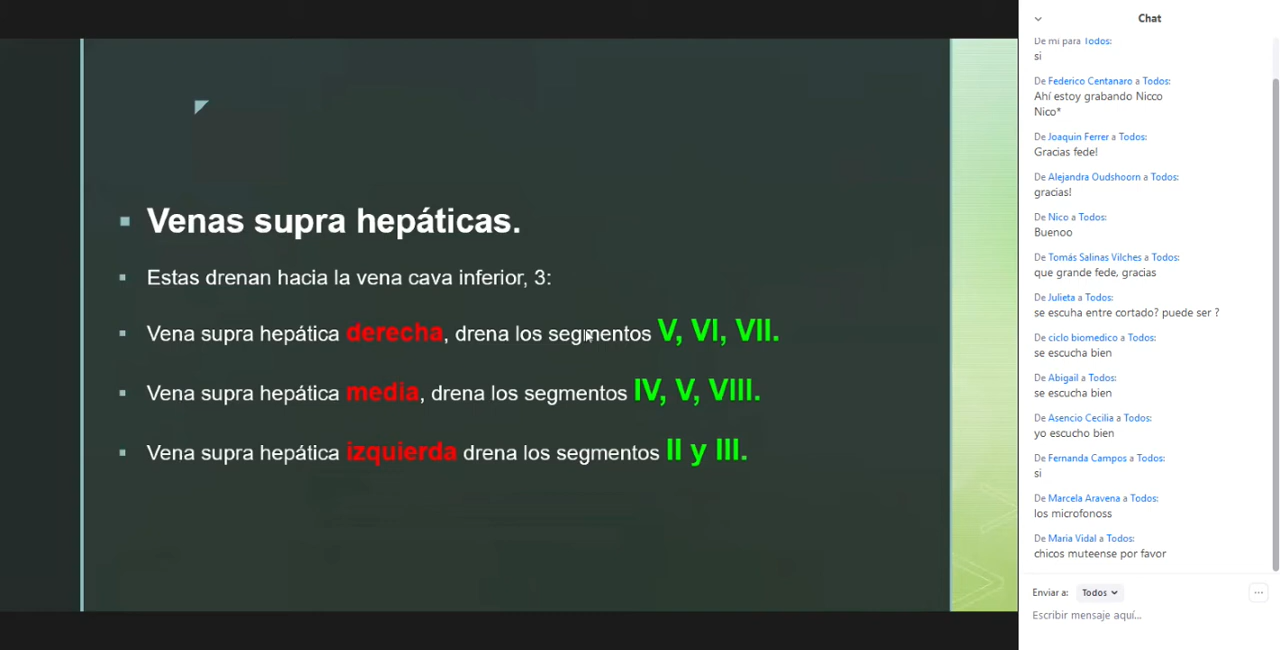 Venas supra hepáticas.
Estas drenan hacia la vena cava inferior, 3:
Vena supra hepática derecha, drena los segmentos V, VI, VII.
Vena supra hepática media, drena los segmentos IV, V, VIII.
Vena supra hepática izquierda drena los segmentos II y III.
Chat
De mi para Todos:
si
De Federico Centanaro a Todos:
Ahí estoy grabando Nicco
Nico*
De Joaquin Ferrer a Todos:
Gracias fede!
De Alejandra Oudshoorn a Todos:
gracias!
De Nico a Todos:
Buenoo
De Tomás Salinas Vilches a Todos:
que grande fede, gracias
De Julieta a Todos:
se escuha entre cortado? puede ser ?
De ciclo biomedico a Todos:
se escucha bien
De Abigail a Todos:
se escucha bien
De Asencio Cecilia a Todos:
yo escucho bien
De Fernanda Campos a Todos:
si
De Marcela Aravena a Todos:
los microfonoss
De Maria Vidal a Todos:
chicos muteense por favor
Enviar a: Todos
Escribir mensaje aquí...